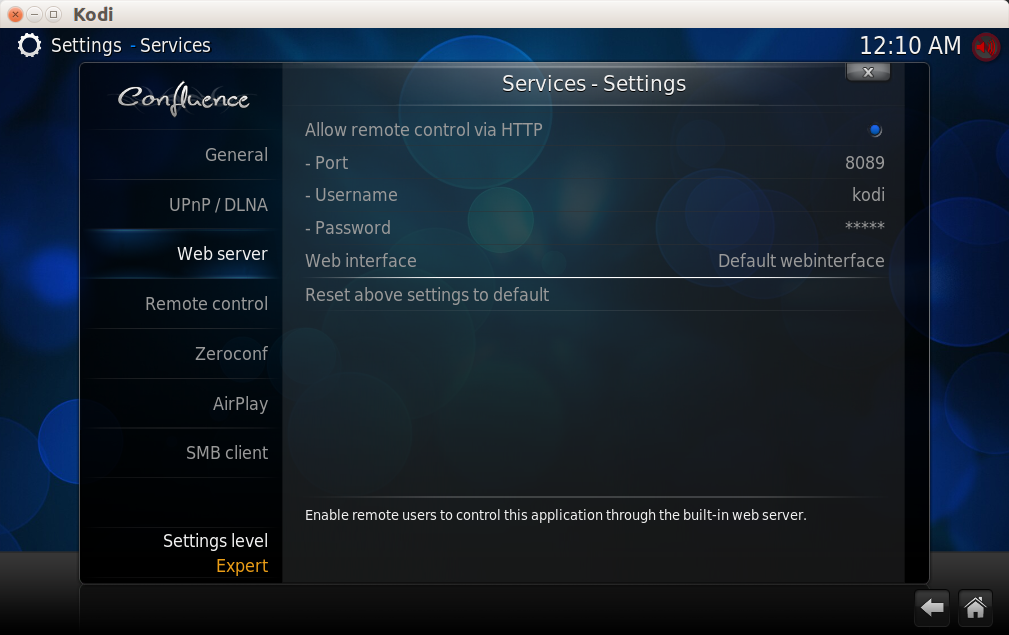 Kodi
Settings - Services
12:10 AM
Confluence
Services - Settings
General
UPnP / DLNA
Web server
Remote control
Zeroconf
AirPlay
SMB client
Settings level
Expert
Allow remote control via HTTP
- Port 8089
- Username kodi
- Password *****
Web interface Default webinterface
Reset above settings to default
Enable remote users to control this application through the built-in web server.